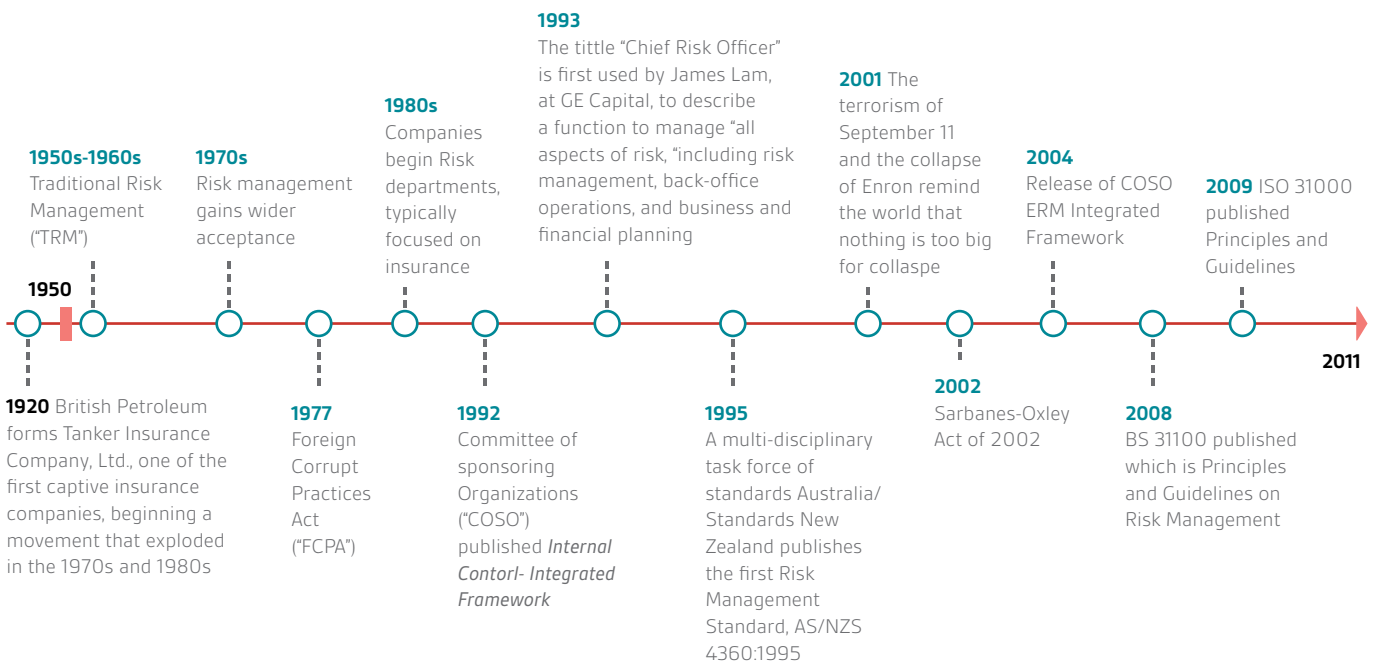 1920 British Petroleum
forms Tanker Insurance
Company, Ltd., one of the
first captive insurance
companies, beginning a
movement that exploded
in the 1970s and 1980s
1950
1950s-1960s
Traditional Risk
Management
(“TRM”)
1970s
Risk management
gains wider
acceptance
1977
Foreign
Corrupt
Practices
Act
(“FCPA”)
1980s
Companies
begin Risk
departments,
typically
focused on
insurance
1992
Committee of
sponsoring
Organizations
(“COSO”)
published Internal
Contorl- Integrated
Framework
1993
The tittle “Chief Risk Officer”
is first used by James Lam,
at GE Capital, to describe
a function to manage “all
aspects of risk, “including risk
management, back-office
operations, and business and
financial planning
1995
A multi-disciplinary
task force of
standards Australia/
Standards New
Zealand publishes
the first Risk
Management
Standard, AS/NZS
4360:1995
2001 The
terrorism of
September 11
and the collapse
of Enron remind
the world that
nothing is too big
for collaspe
2002
Sarbanes-Oxley
Act of 2002
2004
Release of COSO
ERM Integrated
Framework
2008
BS 31100 published
which is Principles
and Guidelines on
Risk Management
2009 ISO 31000
published
Principles and
Guidelines
2011